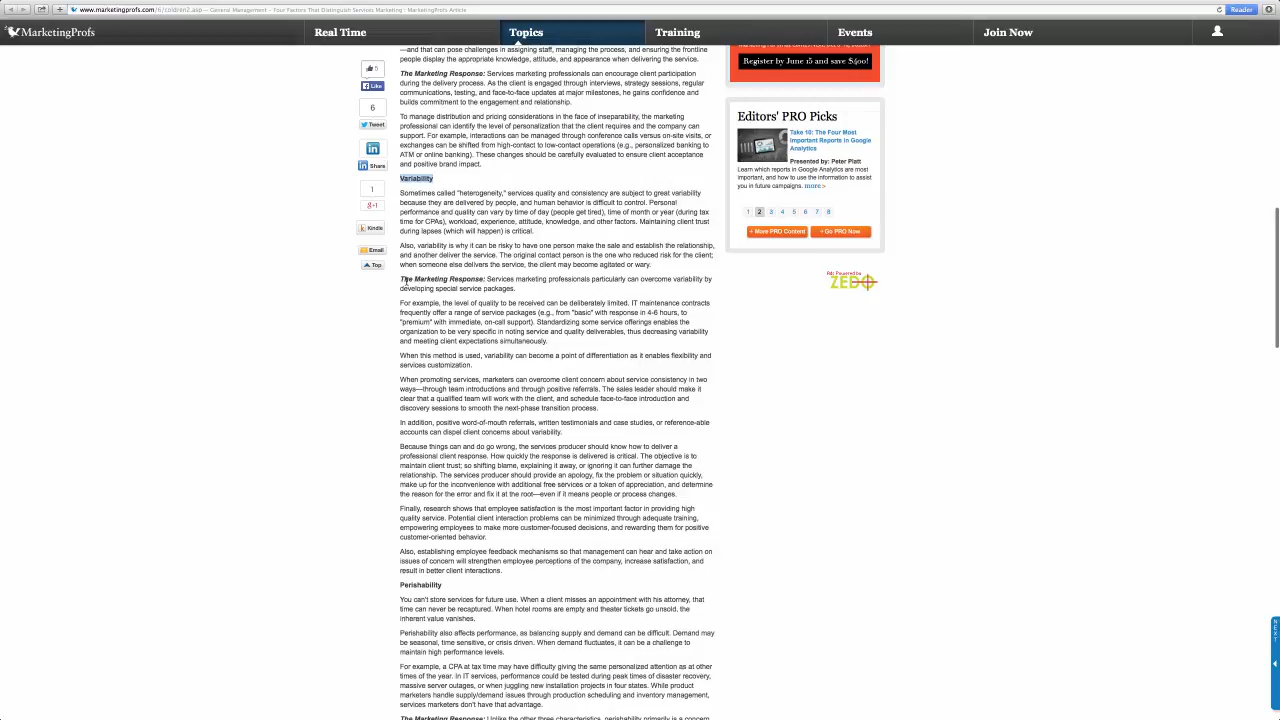 www.marketingprofs.com/6/coldren2.asp — General Management – Four Factors That Distinguish Services Marketing : MarketingProfs Article
Reader
MarketingProfs
Real Time
Topics
Training
Events
Join Now
Register by June 15 and save $400!
—and that can pose challenges in assigning staff, managing the process, and ensuring the frontline
people display the appropriate knowledge, attitude, and appearance when delivering the service.
The Marketing Response: Services marketing professionals can encourage client participation
during the delivery process. As the client is engaged through interviews, strategy sessions, regular
communications, testing, and face-to-face updates at major milestones, he gains confidence and
builds commitment to the engagement and relationship.
To manage distribution and pricing considerations in the face of inseparability, the marketing
professional can identify the level of personalization that the client requires and the company can
support. For example, interactions can be managed through conference calls versus on-site visits, or
exchanges can be shifted from high-contact to low-contact operations (e.g., personalized banking to
ATM or online banking). These changes should be carefully evaluated to ensure client acceptance
and positive brand impact.
Variability
Sometimes called "heterogeneity," services quality and consistency are subject to great variability
because they are delivered by people, and human behavior is difficult to control. Personal
performance and quality can vary by time of day (people get tired), time of month or year (during tax
time for CPAs), workload, experience, attitude, knowledge, and other factors. Maintaining client trust
during lapses (which will happen) is critical.
Also, variability is why it can be risky to have one person make the sale and establish the relationship,
and another deliver the service. The original contact person is the one who reduced risk for the client;
when someone else delivers the service, the client may become agitated or wary.
The Marketing Response: Services marketing professionals particularly can overcome variability by
developing special service packages.
For example, the level of quality to be received can be deliberately limited. IT maintenance contracts
frequently offer a range of service packages (e.g., from "basic" with response in 4-6 hours, to
"premium" with immediate, on-call support). Standardizing some service offerings enables the
organization to be very specific in noting service and quality deliverables, thus decreasing variability
and meeting client expectations simultaneously.
When this method is used, variability can become a point of differentiation as it enables flexibility and
services customization.
When promoting services, marketers can overcome client concern about service consistency in two
ways—through team introductions and through positive referrals. The sales leader should make it
clear that a qualified team will work with the client, and schedule face-to-face introduction and
discovery sessions to smooth the next-phase transition process.
In addition, positive word-of-mouth referrals, written testimonials and case studies, or reference-able
accounts can dispel client concerns about variability.
Because things can and do go wrong, the services producer should know how to deliver a
professional client response. How quickly the response is delivered is critical. The objective is to
maintain client trust; so shifting blame, explaining it away, or ignoring it can further damage the
relationship. The services producer should provide an apology, fix the problem or situation quickly,
make up for the inconvenience with additional free services or a token of appreciation, and determine
the reason for the error and fix it at the root—even if it means people or process changes.
Finally, research shows that employee satisfaction is the most important factor in providing high
quality service. Potential client interaction problems can be minimized through adequate training,
empowering employees to make more customer-focused decisions, and rewarding them for positive
customer-oriented behavior.
Also, establishing employee feedback mechanisms so that management can hear and take action on
issues of concern will strengthen employee perceptions of the company, increase satisfaction, and
result in better client interactions.
Perishability
You can't store services for future use. When a client misses an appointment with his attorney, that
time can never be recaptured. When hotel rooms are empty and theater tickets go unsold, the
inherent value vanishes.
Perishability also affects performance, as balancing supply and demand can be difficult. Demand may
be seasonal, time sensitive, or crisis driven. When demand fluctuates, it can be a challenge to
maintain high performance levels.
For example, a CPA at tax time may have difficulty giving the same personalized attention as at other
times of the year. In IT services, performance could be tested during peak times of disaster recovery,
massive server outages, or when juggling new installation projects in four states. While product
marketers handle supply/demand issues through production scheduling and inventory management,
services marketers don't have that advantage.
The Marketing Response: Unlike the other three characteristics, perishability primarily is a concern
5
Like
6
Tweet
in
in Share
1
g+1
k Kindle
Email
Top
Editors' PRO Picks
Take 10: The Four Most
Important Reports in Google
Analytics
Presented by: Peter Platt
Learn which reports in Google Analytics are most
important, and how to use the information to assist
you in future campaigns. more >
1 2 3 4 5 6 7 8
+ More PRO Content
+ Go PRO Now
Ads Powered by
ZEDO
NEXT